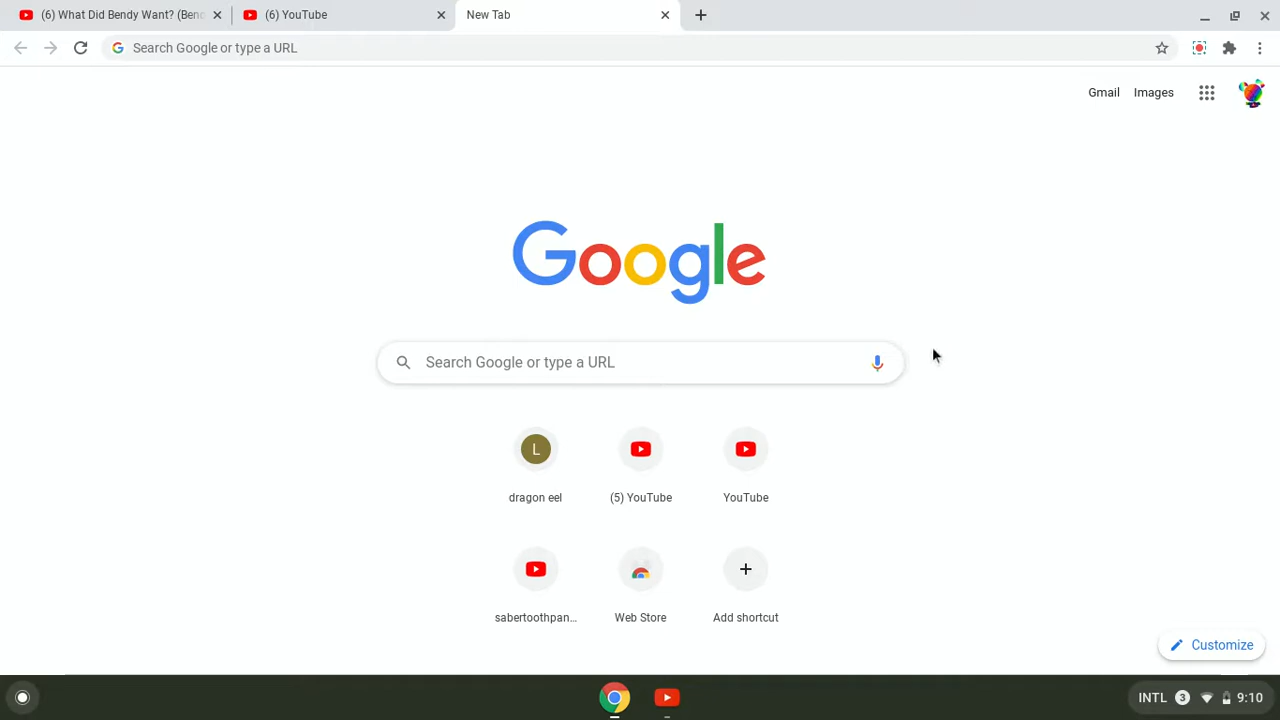 (6) What Did Bendy Want? (Ben
(6) YouTube
New Tab
Search Google or type a URL
Gmail
Images
Google
Search Google or type a URL
L
dragon eel
(5) YouTube
YouTube
sabertoothpan...
Web Store
Add shortcut
Customize
INTL 3 9:10